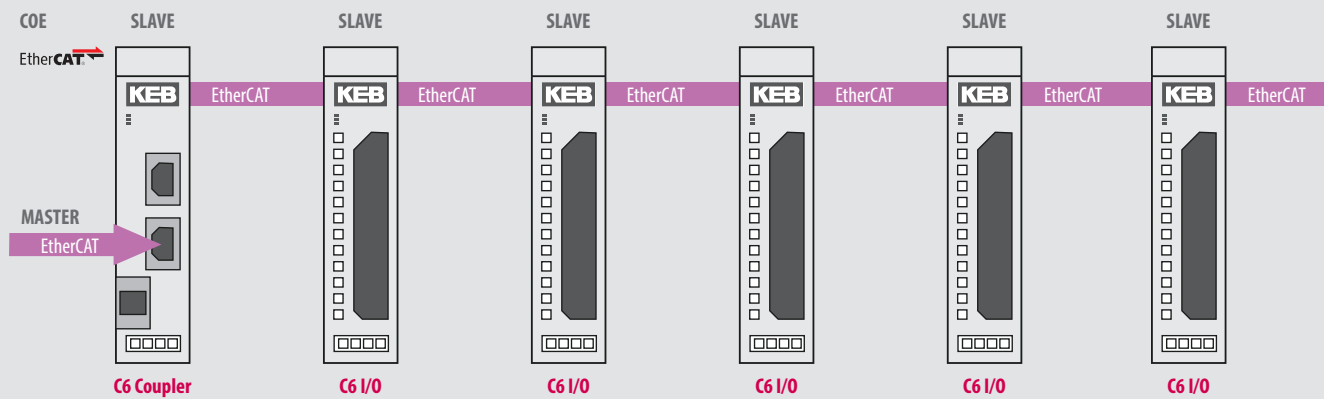 COE SLAVE SLAVE SLAVE SLAVE SLAVE SLAVE
EtherCAT
KEB EtherCAT KEB EtherCAT KEB EtherCAT KEB EtherCAT KEB EtherCAT KEB EtherCAT
MASTER
EtherCAT
C6 Coupler C6 I/O C6 I/O C6 I/O C6 I/O C6 I/O